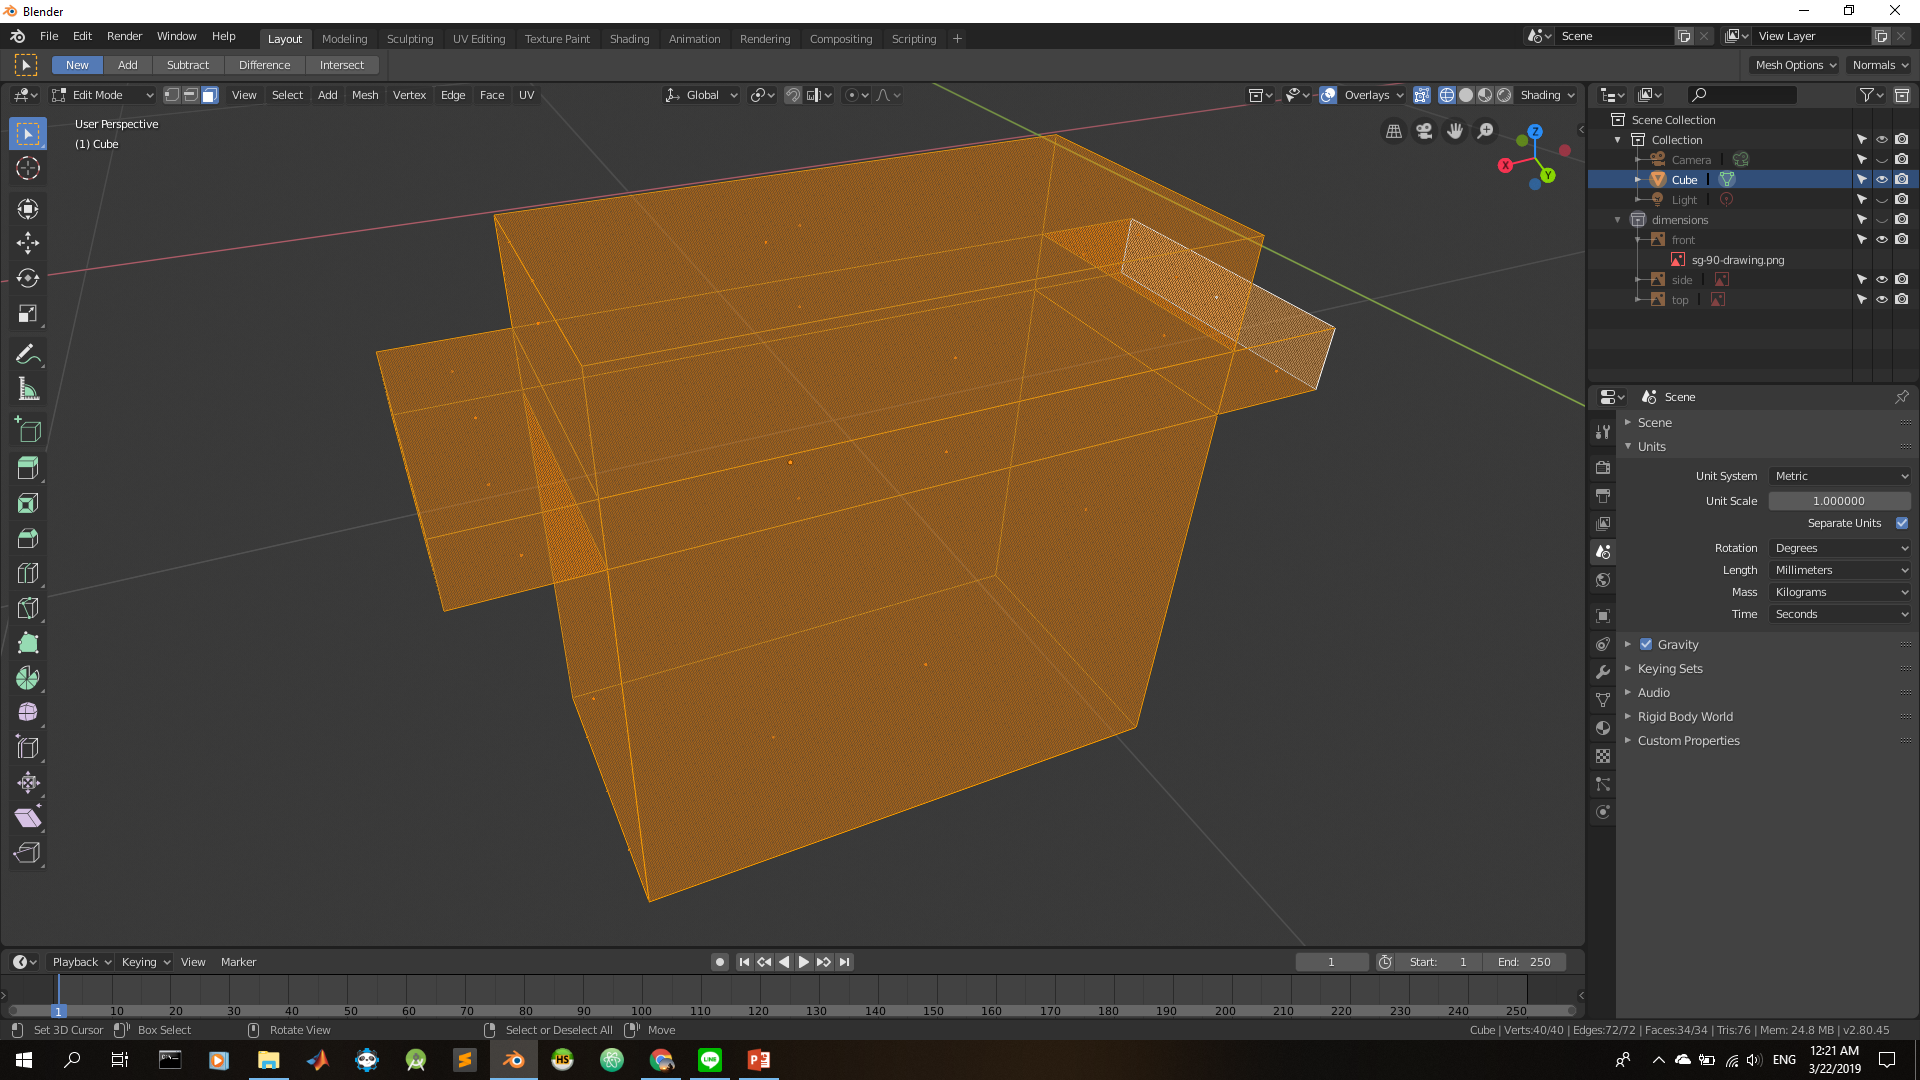 Blender
File Edit Render Window Help
Layout Modeling Sculpting UV Editing Texture Paint Shading Animation Rendering Compositing Scripting +
Scene
View Layer
New Add Subtract Difference Intersect
Mesh Options Normals
Edit Mode View Select Add Mesh Vertex Edge Face UV
Global
Overlays
Shading
User Perspective
(1) Cube
Z
X
Y
Scene Collection
Collection
Camera
Cube
Light
dimensions
front
sg-90-drawing.png
side
top
Scene
Scene
Units
Unit System Metric
Unit Scale 1.000000
Separate Units
Rotation Degrees
Length Millimeters
Mass Kilograms
Time Seconds
Gravity
Keying Sets
Audio
Rigid Body World
Custom Properties
Playback Keying View Marker
1
Start: 1
End: 250
1 10 20 30 40 50 60 70 80 90 100 110 120 130 140 150 160 170 180 190 200 210 220 230 240 250
Set 3D Cursor Box Select Rotate View Select or Deselect All Move
Cube | Verts:40/40 | Edges:72/72 | Faces:34/34 | Tris:76 | Mem: 24.8 MB | v2.80.45
HS
LINE
ENG
12:21 AM
3/22/2019